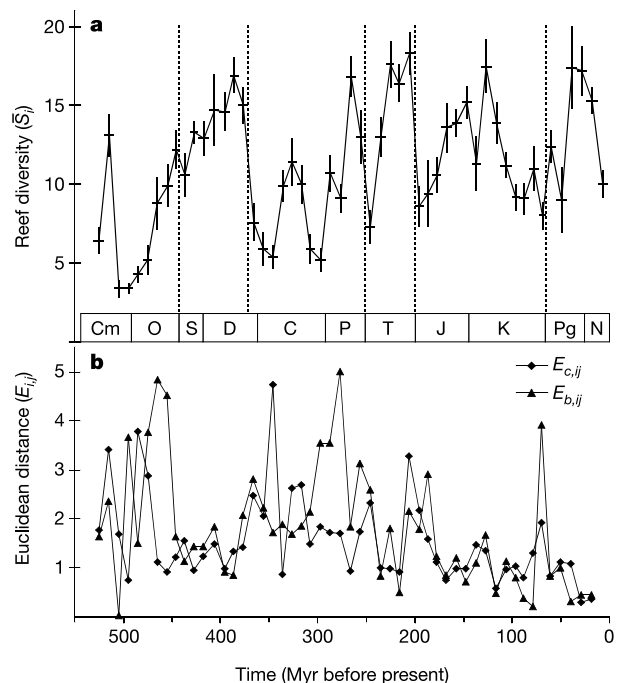 a
20
15
10
5
Reef diversity (S̄i)
Cm O S D C P T J K Pg N
b
Ec,ij
Eb,ij
5
4
3
2
1
Euclidean distance (Ei,j)
500 400 300 200 100 0
Time (Myr before present)